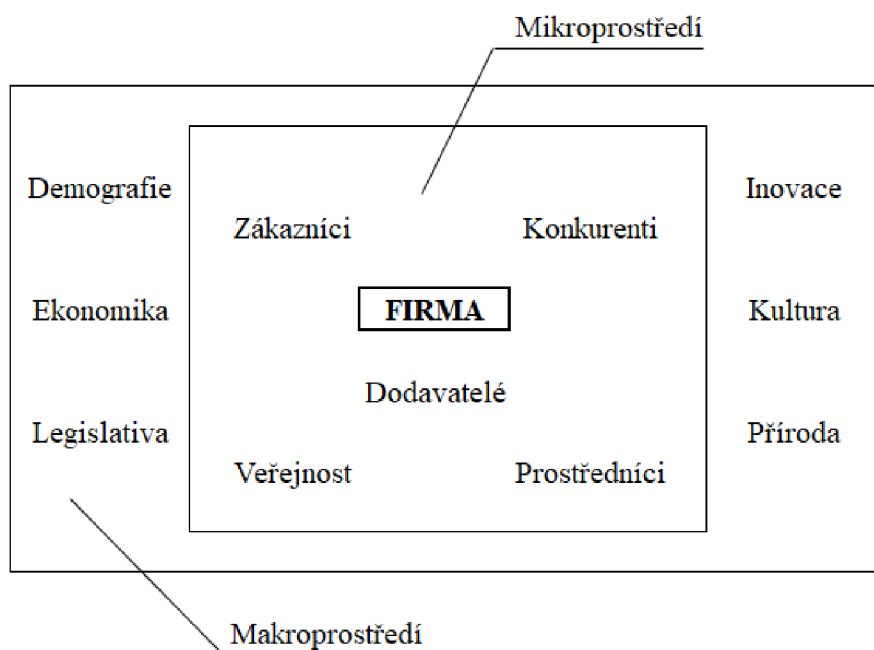 Mikroprostředí
Demografie
Inovace
Zákazníci
Konkurenti
Ekonomika
FIRMA
Kultura
Dodavatelé
Legislativa
Příroda
Veřejnost
Prostředníci
Makroprostředí